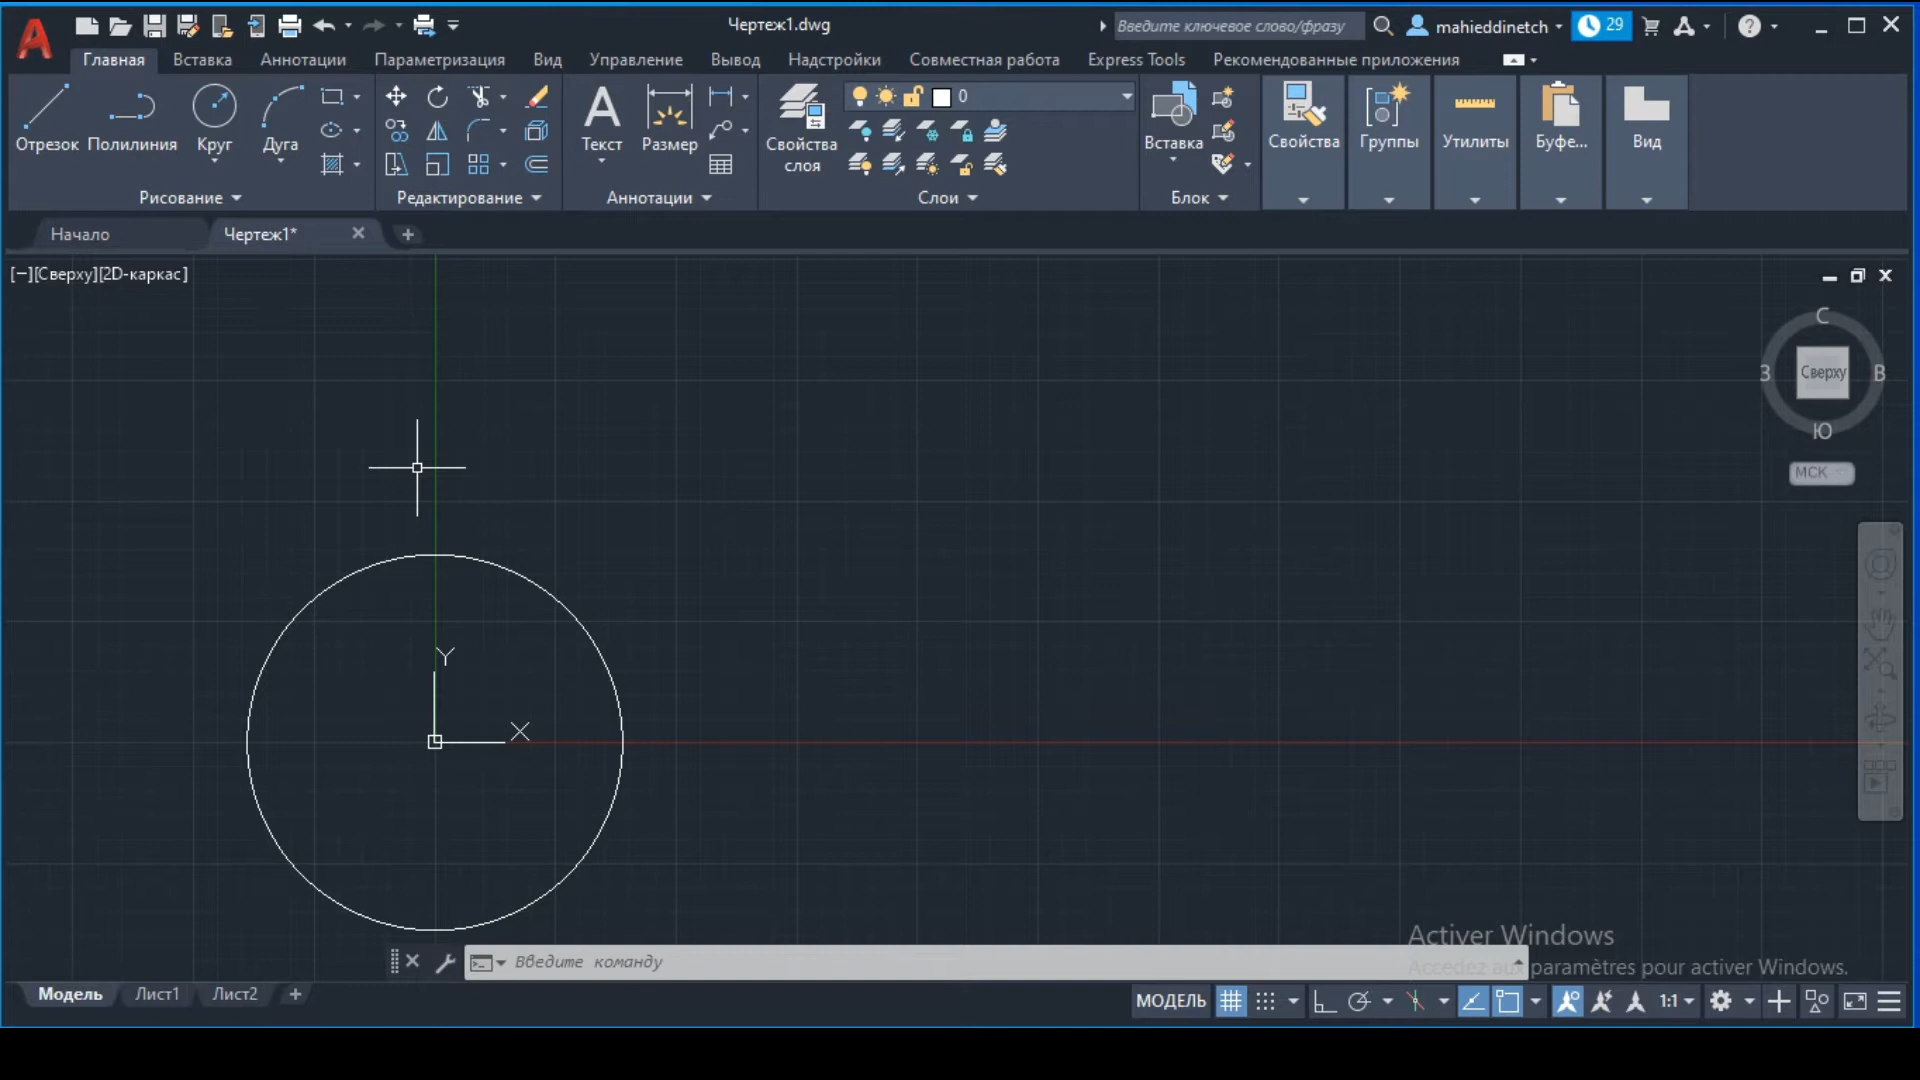 Чертеж1.dwg
Введите ключевое слово/фразу
mahieddinetch
29
Главная
Вставка
Аннотации
Параметризация
Вид
Управление
Вывод
Надстройки
Совместная работа
Express Tools
Рекомендованные приложения
Отрезок
Полилиния
Круг
Дуга
Рисование
Редактирование
Текст
Размер
Аннотации
Свойства слоя
0
Слои
Вставка
Блок
Свойства
Группы
Утилиты
Буфе...
Вид
Начало
Чертеж1*
[−][Сверху][2D-каркас]
С
З
Сверху
В
Ю
МСК
Y
X
Введите команду
Activer Windows
Accédez aux paramètres pour activer Windows.
Модель
Лист1
Лист2
МОДЕЛЬ
1:1